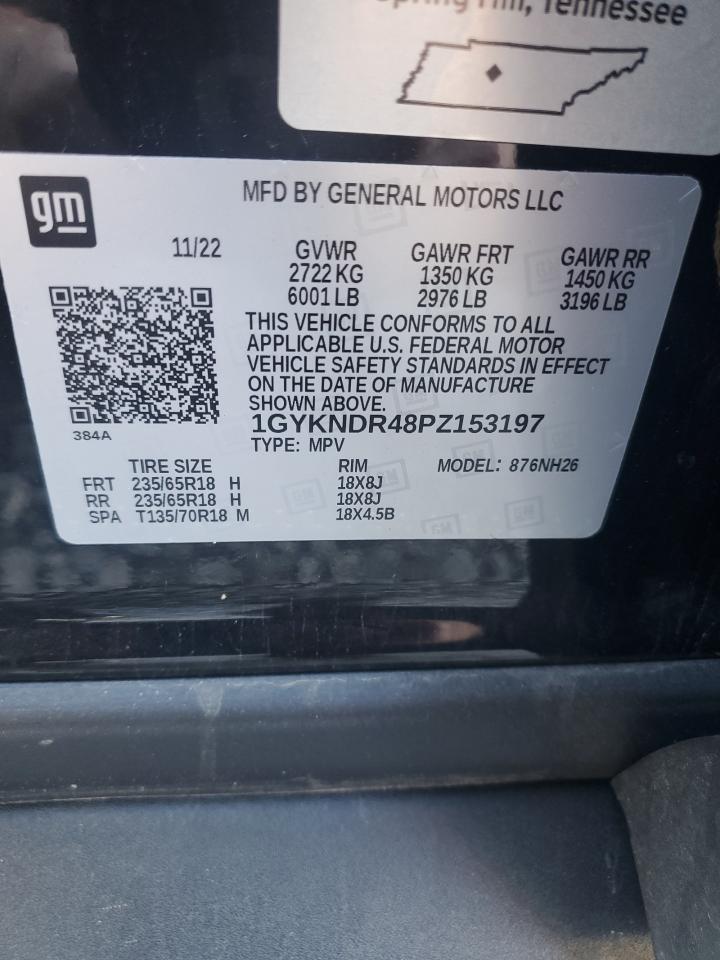 Spring Hill, Tennessee
gm
MFD BY GENERAL MOTORS LLC
11/22 GVWR GAWR FRT GAWR RR
2722 KG 1350 KG 1450 KG
6001 LB 2976 LB 3196 LB
THIS VEHICLE CONFORMS TO ALL
APPLICABLE U.S. FEDERAL MOTOR
VEHICLE SAFETY STANDARDS IN EFFECT
ON THE DATE OF MANUFACTURE
SHOWN ABOVE.
384A
1GYKNDR48PZ153197
TYPE: MPV
TIRE SIZE RIM MODEL: 876NH26
FRT 235/65R18 H 18X8J
RR 235/65R18 H 18X8J
SPA T135/70R18 M 18X4.5B